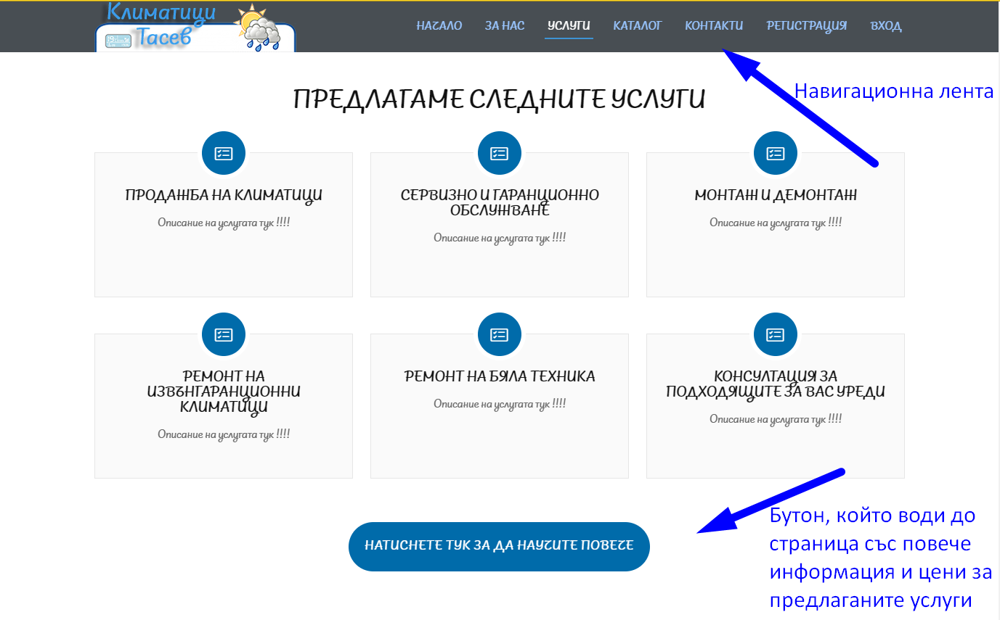 Климатици
Тасев
НАЧАЛО ЗА НАС УСЛУГИ КАТАЛОГ КОНТАКТИ РЕГИСТРАЦИЯ ВХОД
Навигационна лента
ПРЕДЛАГАМЕ СЛЕДНИТЕ УСЛУГИ
ПРОДАЖБА НА КЛИМАТИЦИ
Описание на услугата тук !!!!
СЕРВИЗНО И ГАРАНЦИОННО
ОБСЛУЖВАНЕ
Описание на услугата тук !!!!
МОНТАЖ И ДЕМОНТАЖ
Описание на услугата тук !!!!
РЕМОНТ НА
ИЗВЪНГАРАНЦИОННИ
КЛИМАТИЦИ
Описание на услугата тук !!!!
РЕМОНТ НА БЯЛА ТЕХНИКА
Описание на услугата тук !!!!
КОНСУЛТАЦИЯ ЗА
ПОДХОДЯЩИТЕ ЗА ВАС УРЕДИ
Описание на услугата тук !!!!
НАТИСНЕТЕ ТУК ЗА ДА НАУЧИТЕ ПОВЕЧЕ
Бутон, който води до
страница със повече
информация и цени за
предлаганите услуги